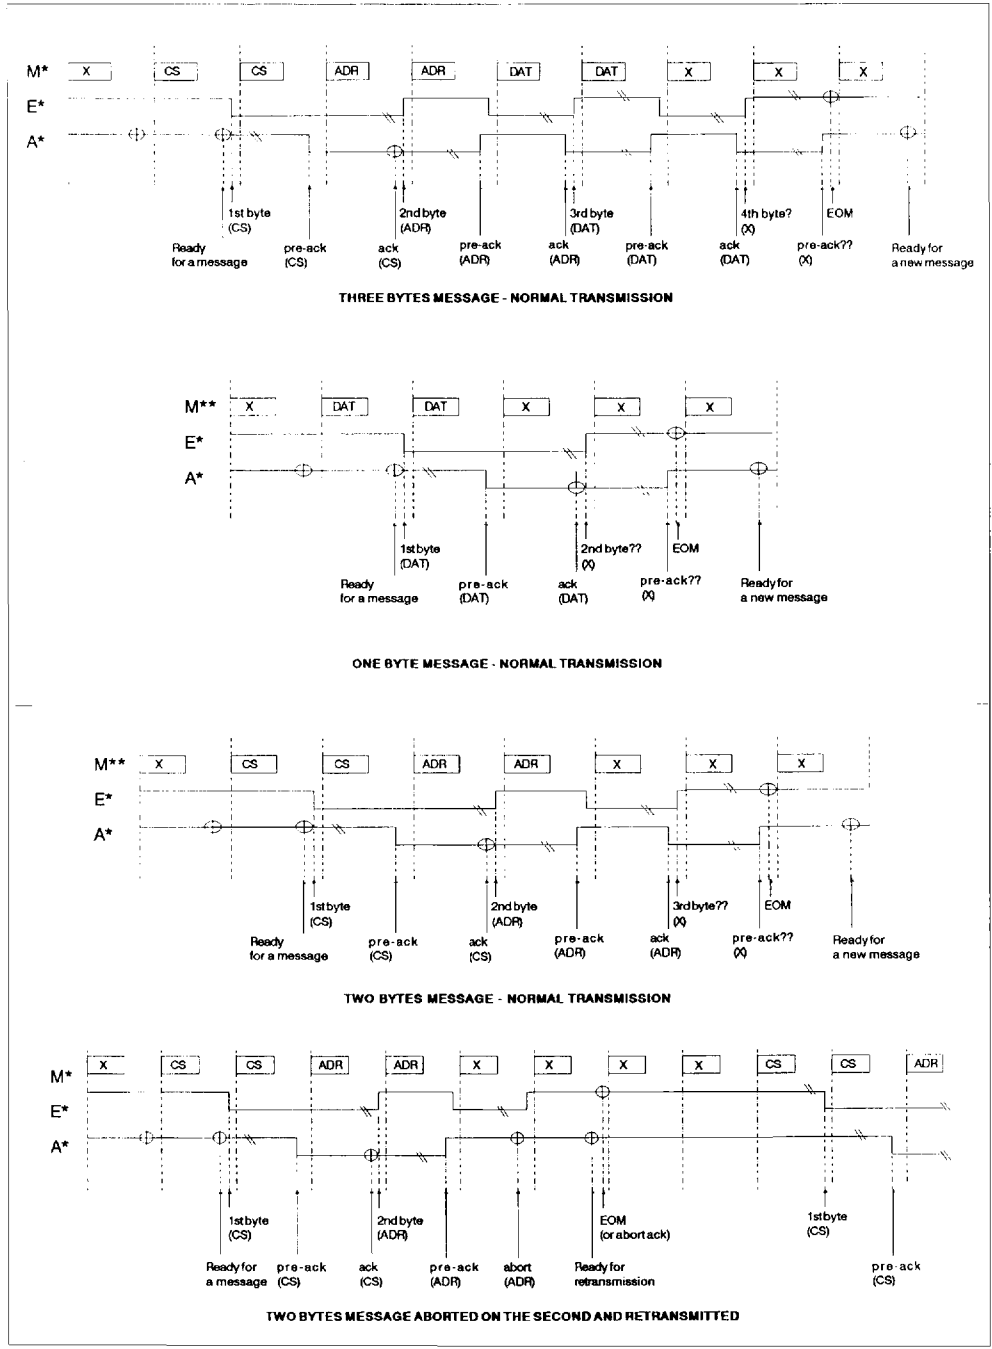 M* X CS CS ADR ADR DAT DAT X X X
E*
A*
1st byte 2nd byte 3rd byte 4th byte? EOM
(CS) (ADR) (DAT) (X)
Ready pre-ack ack pre-ack ack pre-ack ack pre-ack?? Ready for
for a message (CS) (CS) (ADR) (ADR) (DAT) (DAT) (X) a new message
THREE BYTES MESSAGE - NORMAL TRANSMISSION
M** X DAT DAT X X X
E*
A*
1st byte 2nd byte?? EOM
(DAT) (X)
Ready pre-ack ack pre-ack?? Ready for
for a message (DAT) (DAT) (X) a new message
ONE BYTE MESSAGE - NORMAL TRANSMISSION
M** X CS CS ADR ADR X X X
E*
A*
1st byte 2nd byte 3rd byte?? EOM
(CS) (ADR) (X)
Ready pre-ack ack pre-ack ack pre-ack?? Ready for
for a message (CS) (CS) (ADR) (ADR) (X) a new message
TWO BYTES MESSAGE - NORMAL TRANSMISSION
M* X CS CS ADR ADR X X X X CS CS ADR
E*
A*
1st byte 2nd byte EOM 1st byte
(CS) (ADR) (or abort ack) (CS)
Ready for pre-ack ack pre-ack abort Ready for pre-ack
a message (CS) (CS) (ADR) (ADR) retransmission (CS)
TWO BYTES MESSAGE ABORTED ON THE SECOND AND RETRANSMITTED